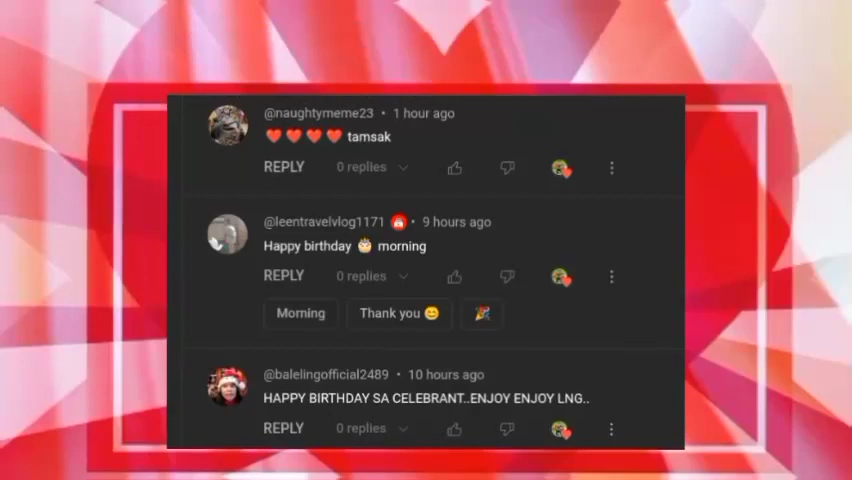 @naughtymeme23 • 1 hour ago
❤️❤️❤️❤️ tamsak
REPLY 0 replies
@leentravelvlog1171 • 9 hours ago
Happy birthday 🎂 morning
REPLY 0 replies
Morning Thank you 😊 🎉
@balelingofficial2489 • 10 hours ago
HAPPY BIRTHDAY SA CELEBRANT..ENJOY ENJOY LNG..
REPLY 0 replies